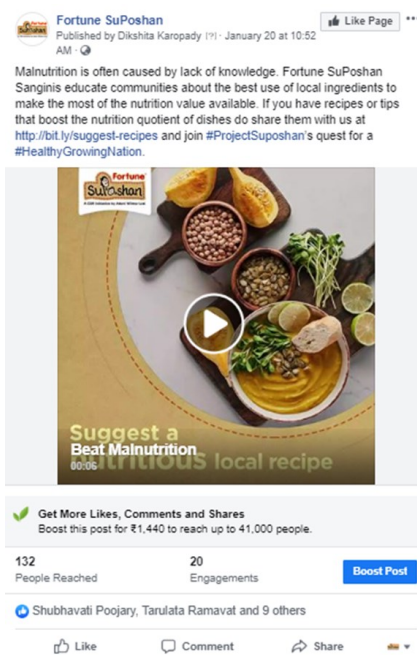 Fortune SuPoshan
Like Page
Published by Dikshita Karopady [?] · January 20 at 10:52
AM ·
Malnutrition is often caused by lack of knowledge. Fortune SuPoshan
Sanginis educate communities about the best use of local ingredients to
make the most of the nutrition value available. If you have recipes or tips
that boost the nutrition quotient of dishes do share them with us at
http://bit.ly/suggest-recipes and join #ProjectSuposhan's quest for a
#HealthyGrowingNation.
Fortune
SuPoshan
Suggest a
Beat Malnutrition
nutritious local recipe
00:06
Get More Likes, Comments and Shares
Boost this post for ₹1,440 to reach up to 41,000 people.
132
People Reached
20
Engagements
Boost Post
Shubhavati Poojary, Tarulata Ramavat and 9 others
Like
Comment
Share